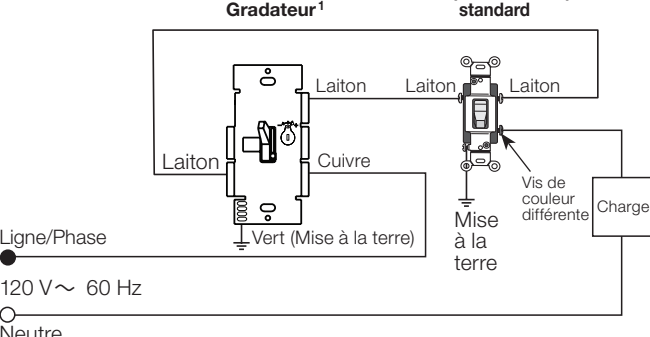 Gradateur¹
standard
Laiton
Laiton
Laiton
Laiton
Cuivre
Vis de
couleur
différente
Charge
Mise
à la
terre
Vert (Mise à la terre)
Ligne/Phase
120 V~ 60 Hz
Neutre